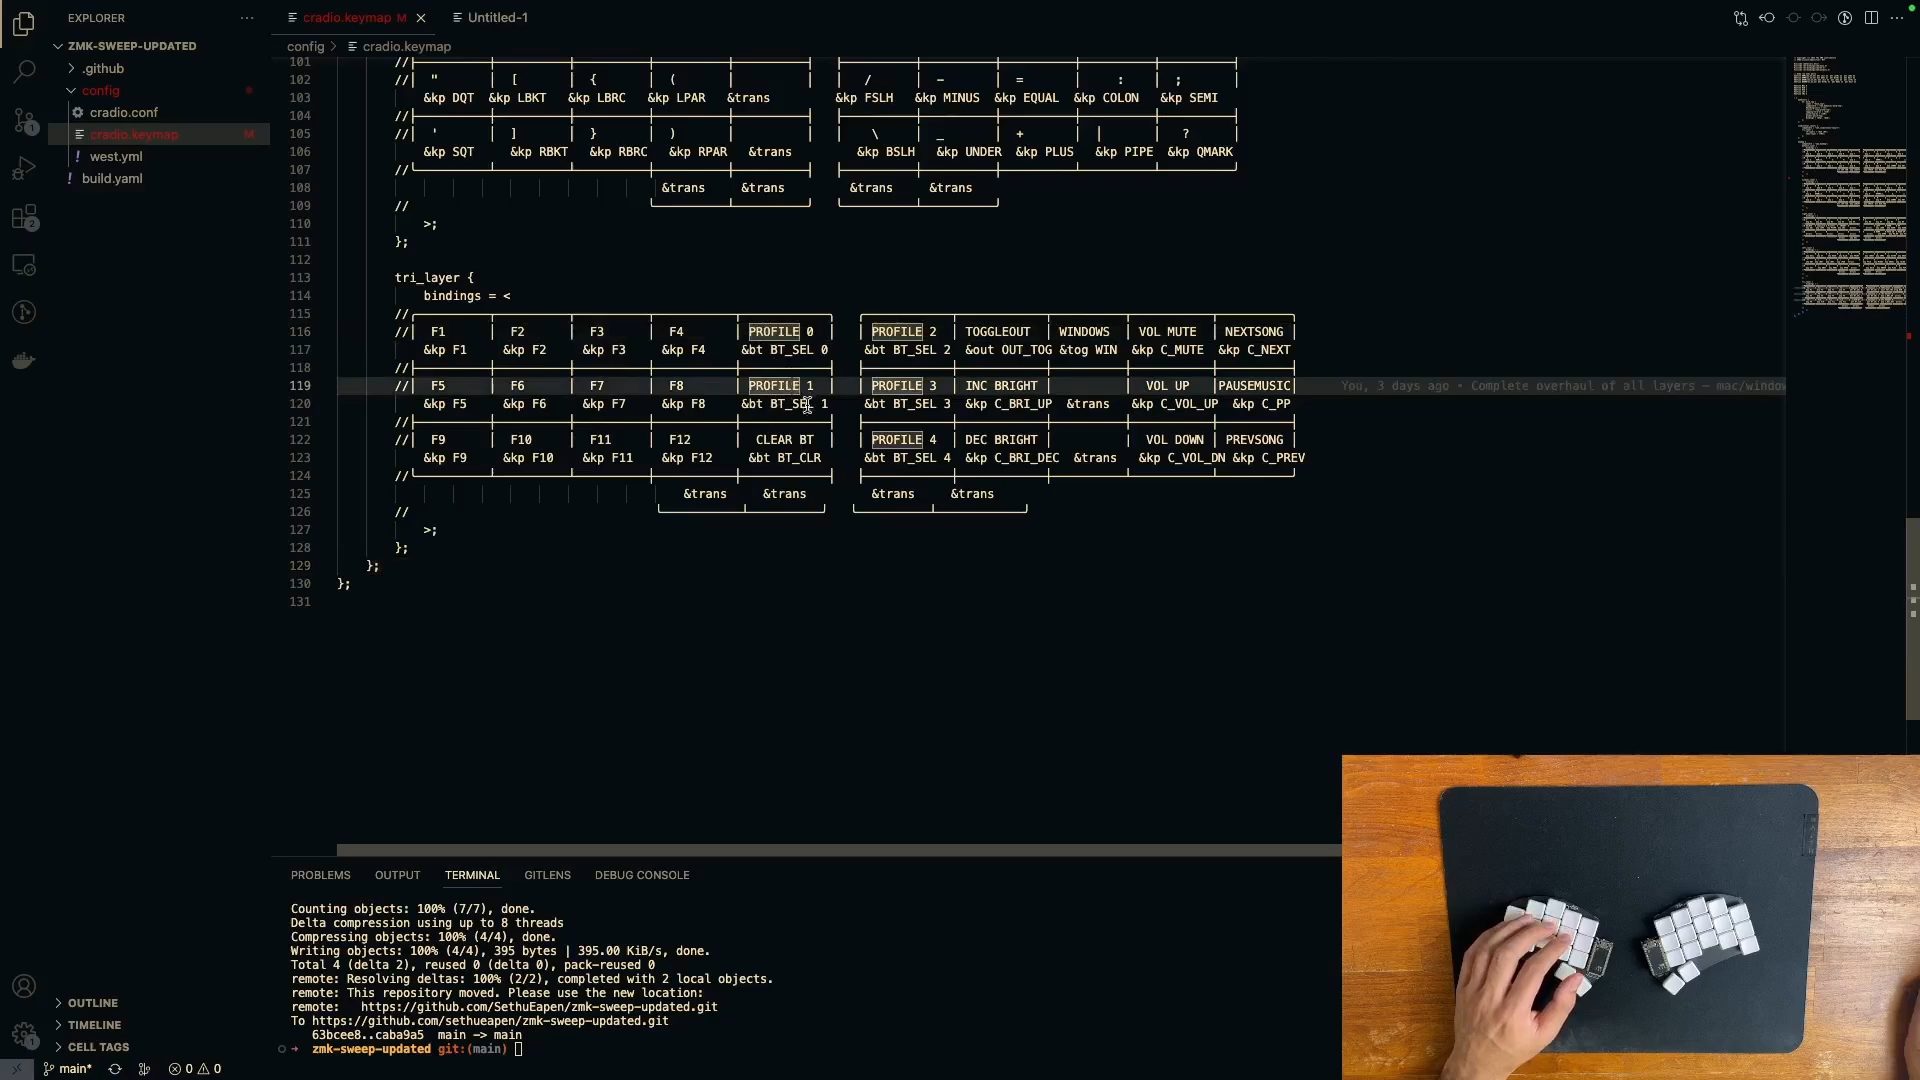 EXPLORER
ZMK-SWEEP-UPDATED
.github
config
cradio.conf
cradio.keymap M
west.yml
build.yaml
OUTLINE
TIMELINE
CELL TAGS
main* 0 0
cradio.keymap M Untitled-1
config > cradio.keymap
101 //
102 //| " | [ | { | ( | | | / | - | = | : | ; |
103 &kp DQT &kp LBKT &kp LBRC &kp LPAR &trans &kp FSLH &kp MINUS &kp EQUAL &kp COLON &kp SEMI
104 //
105 //| ' | ] | } | ) | | | \ | _ | + | | | ? |
106 &kp SQT &kp RBKT &kp RBRC &kp RPAR &trans &kp BSLH &kp UNDER &kp PLUS &kp PIPE &kp QMARK
107 //
108 &trans &trans &trans &trans
109 //
110 >;
111 };
112
113 tri_layer {
114 bindings = <
115 //
116 //| F1 | F2 | F3 | F4 | PROFILE 0 | PROFILE 2 | TOGGLEOUT | WINDOWS | VOL MUTE | NEXTSONG |
117 &kp F1 &kp F2 &kp F3 &kp F4 &bt BT_SEL 0 &bt BT_SEL 2 &out OUT_TOG &tog WIN &kp C_MUTE &kp C_NEXT
118 //
119 //| F5 | F6 | F7 | F8 | PROFILE 1 | | PROFILE 3 | INC BRIGHT | | VOL UP |PAUSEMUSIC| You, 3 days ago • Complete overhaul of all layers – mac/window
120 &kp F5 &kp F6 &kp F7 &kp F8 &bt BT_SEL 1 &bt BT_SEL 3 &kp C_BRI_UP &trans &kp C_VOL_UP &kp C_PP
121 //
122 //| F9 | F10 | F11 | F12 | CLEAR BT | | PROFILE 4 | DEC BRIGHT | | VOL DOWN | PREVSONG |
123 &kp F9 &kp F10 &kp F11 &kp F12 &bt BT_CLR &bt BT_SEL 4 &kp C_BRI_DEC &trans &kp C_VOL_DN &kp C_PREV
124 //
125 &trans &trans &trans &trans
126 //
127 >;
128 };
129 };
130 };
131
PROBLEMS OUTPUT TERMINAL GITLENS DEBUG CONSOLE
Counting objects: 100% (7/7), done.
Delta compression using up to 8 threads
Compressing objects: 100% (4/4), done.
Writing objects: 100% (4/4), 395 bytes | 395.00 KiB/s, done.
Total 4 (delta 2), reused 0 (delta 0), pack-reused 0
remote: Resolving deltas: 100% (2/2), completed with 2 local objects.
remote: This repository moved. Please use the new location:
remote: https://github.com/SethuEapen/zmk-sweep-updated.git
To https://github.com/sethueapen/zmk-sweep-updated.git
63bcee8..caba9a5 main -> main
zmk-sweep-updated git:(main)